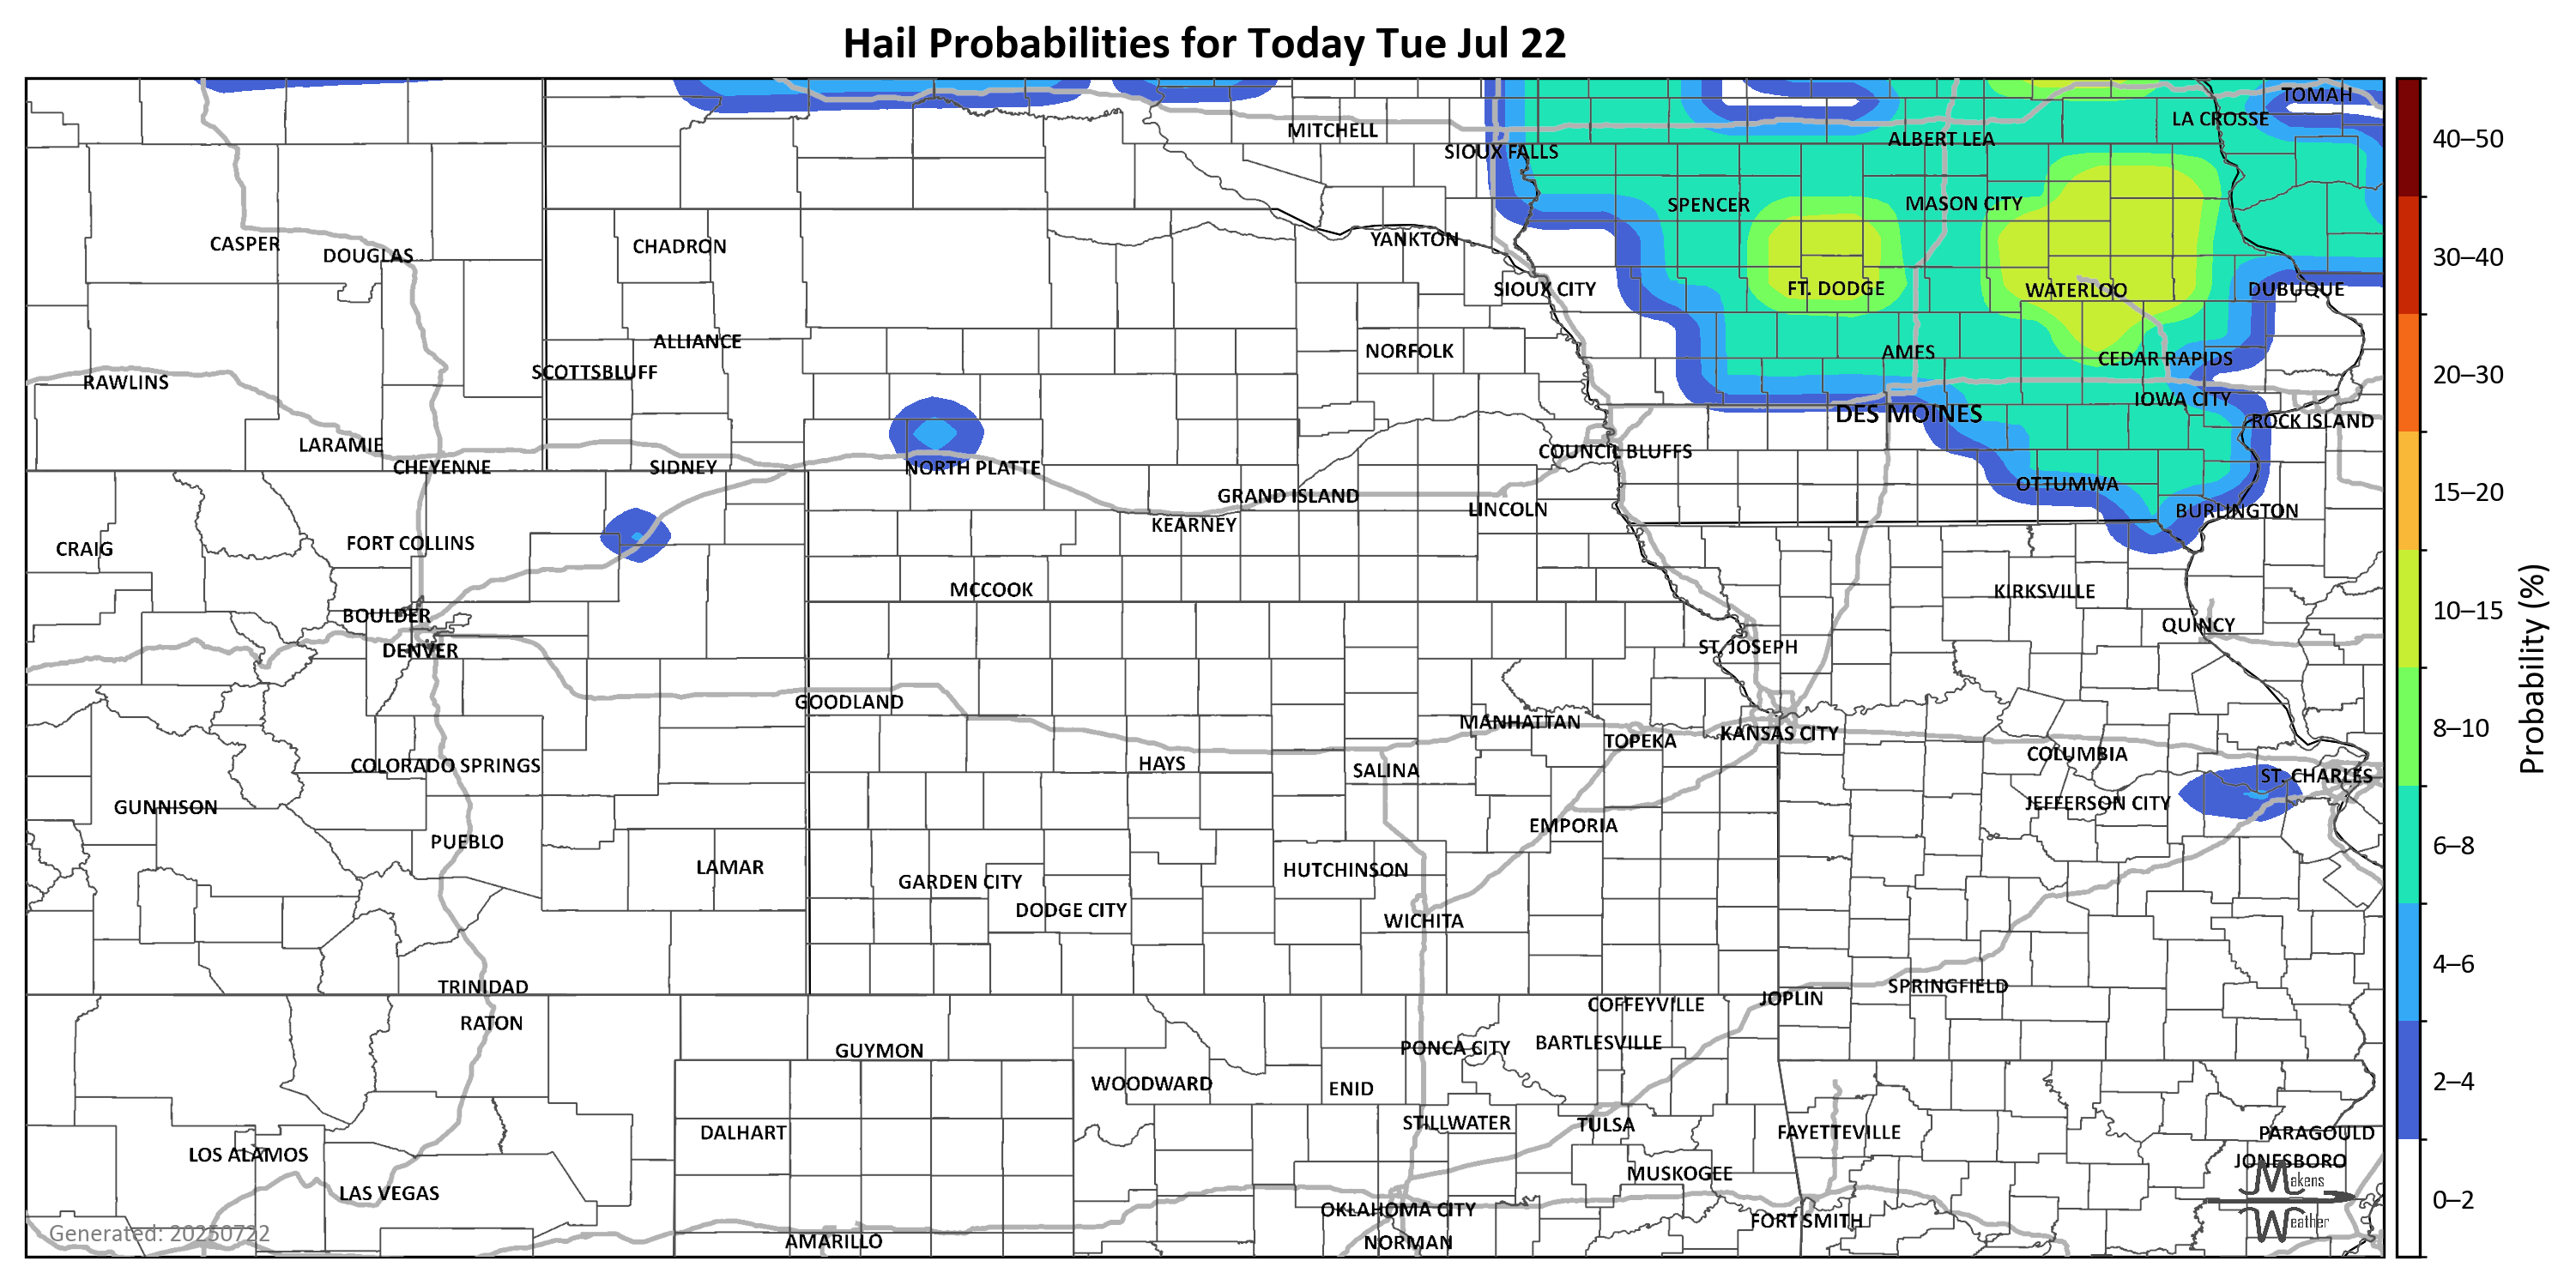 Hail Probabilities for Today Tue Jul 22
TOMAH
LA CROSSE
MITCHELL
ALBERT LEA
SIOUX FALLS
SPENCER
MASON CITY
YANKTON
CASPER
CHADRON
DOUGLAS
SIOUX CITY
FT. DODGE
WATERLOO
DUBUQUE
ALLIANCE
NORFOLK
AMES
CEDAR RAPIDS
SCOTTSBLUFF
RAWLINS
IOWA CITY
DES MOINES
ROCK ISLAND
LARAMIE
COUNCIL BLUFFS
CHEYENNE
SIDNEY
NORTH PLATTE
OTTUMWA
GRAND ISLAND
LINCOLN
BURLINGTON
KEARNEY
CRAIG
FORT COLLINS
MCCOOK
KIRKSVILLE
BOULDER
QUINCY
DENVER
ST. JOSEPH
GOODLAND
MANHATTAN
TOPEKA
KANSAS CITY
COLUMBIA
COLORADO SPRINGS
HAYS
SALINA
ST. CHARLES
GUNNISON
JEFFERSON CITY
EMPORIA
PUEBLO
LAMAR
HUTCHINSON
GARDEN CITY
DODGE CITY
WICHITA
TRINIDAD
SPRINGFIELD
JOPLIN
COFFEYVILLE
RATON
BARTLESVILLE
GUYMON
PONCA CITY
WOODWARD
ENID
STILLWATER
TULSA
DALHART
FAYETTEVILLE
PARAGOULD
LOS ALAMOS
JONESBORO
MUSKOGEE
LAS VEGAS
OKLAHOMA CITY
FORT SMITH
AMARILLO
NORMAN
Generated: 20250722
Makens
Weather
40–50
30–40
20–30
15–20
10–15
8–10
6–8
4–6
2–4
0–2
Probability (%)